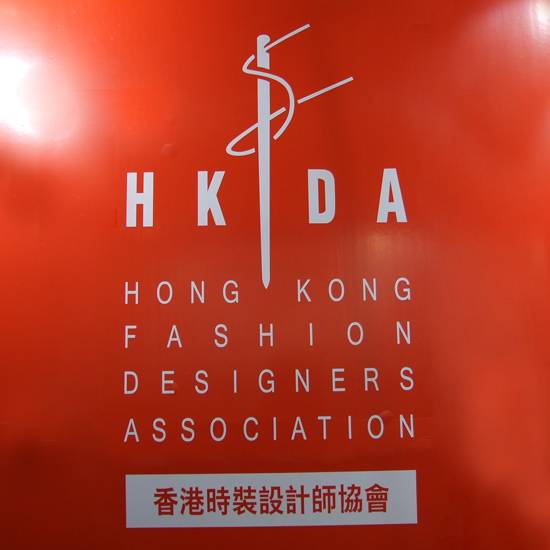 HKfDA
HONG KONG
FASHION
DESIGNERS
ASSOCIATION
香港時裝設計師協會